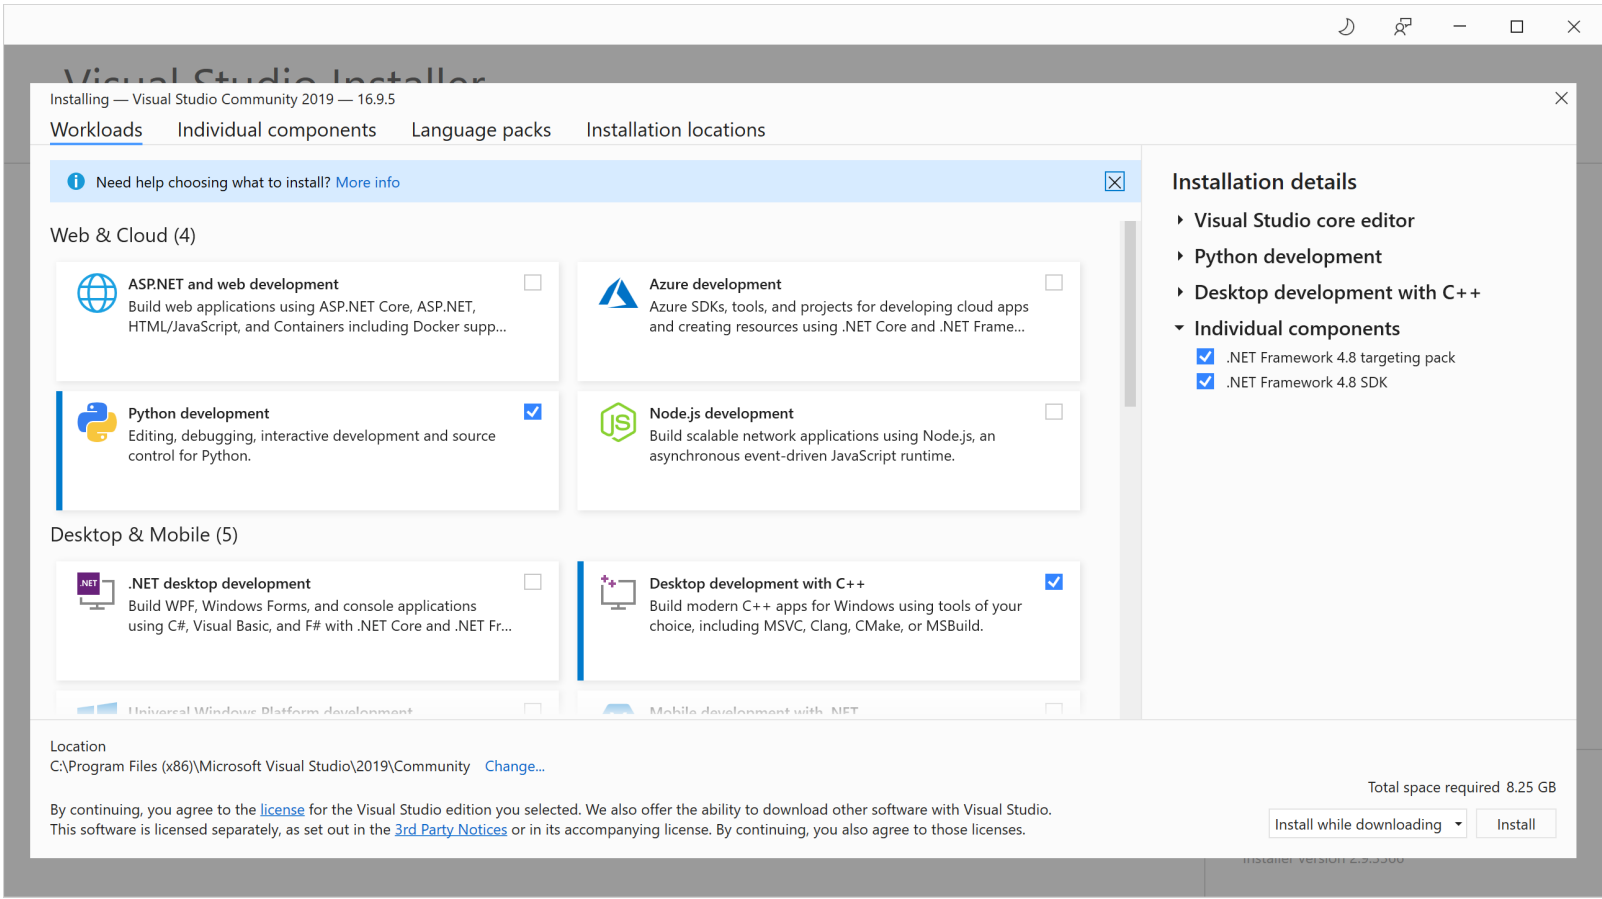 Visual Studio Installer
Installing — Visual Studio Community 2019 — 16.9.5
Workloads
Individual components
Language packs
Installation locations
Need help choosing what to install? More info
Web & Cloud (4)
ASP.NET and web development
Build web applications using ASP.NET Core, ASP.NET,
HTML/JavaScript, and Containers including Docker supp...
Azure development
Azure SDKs, tools, and projects for developing cloud apps
and creating resources using .NET Core and .NET Frame...
Python development
Editing, debugging, interactive development and source
control for Python.
Node.js development
Build scalable network applications using Node.js, an
asynchronous event-driven JavaScript runtime.
Desktop & Mobile (5)
.NET
.NET desktop development
Build WPF, Windows Forms, and console applications
using C#, Visual Basic, and F# with .NET Core and .NET Fr...
Desktop development with C++
Build modern C++ apps for Windows using tools of your
choice, including MSVC, Clang, CMake, or MSBuild.
Universal Windows Platform development
Mobile development with .NET
Installation details
Visual Studio core editor
Python development
Desktop development with C++
Individual components
.NET Framework 4.8 targeting pack
.NET Framework 4.8 SDK
Location
C:\Program Files (x86)\Microsoft Visual Studio\2019\Community Change...
By continuing, you agree to the license for the Visual Studio edition you selected. We also offer the ability to download other software with Visual Studio.
This software is licensed separately, as set out in the 3rd Party Notices or in its accompanying license. By continuing, you also agree to those licenses.
Total space required 8.25 GB
Install while downloading
Install
Installer version